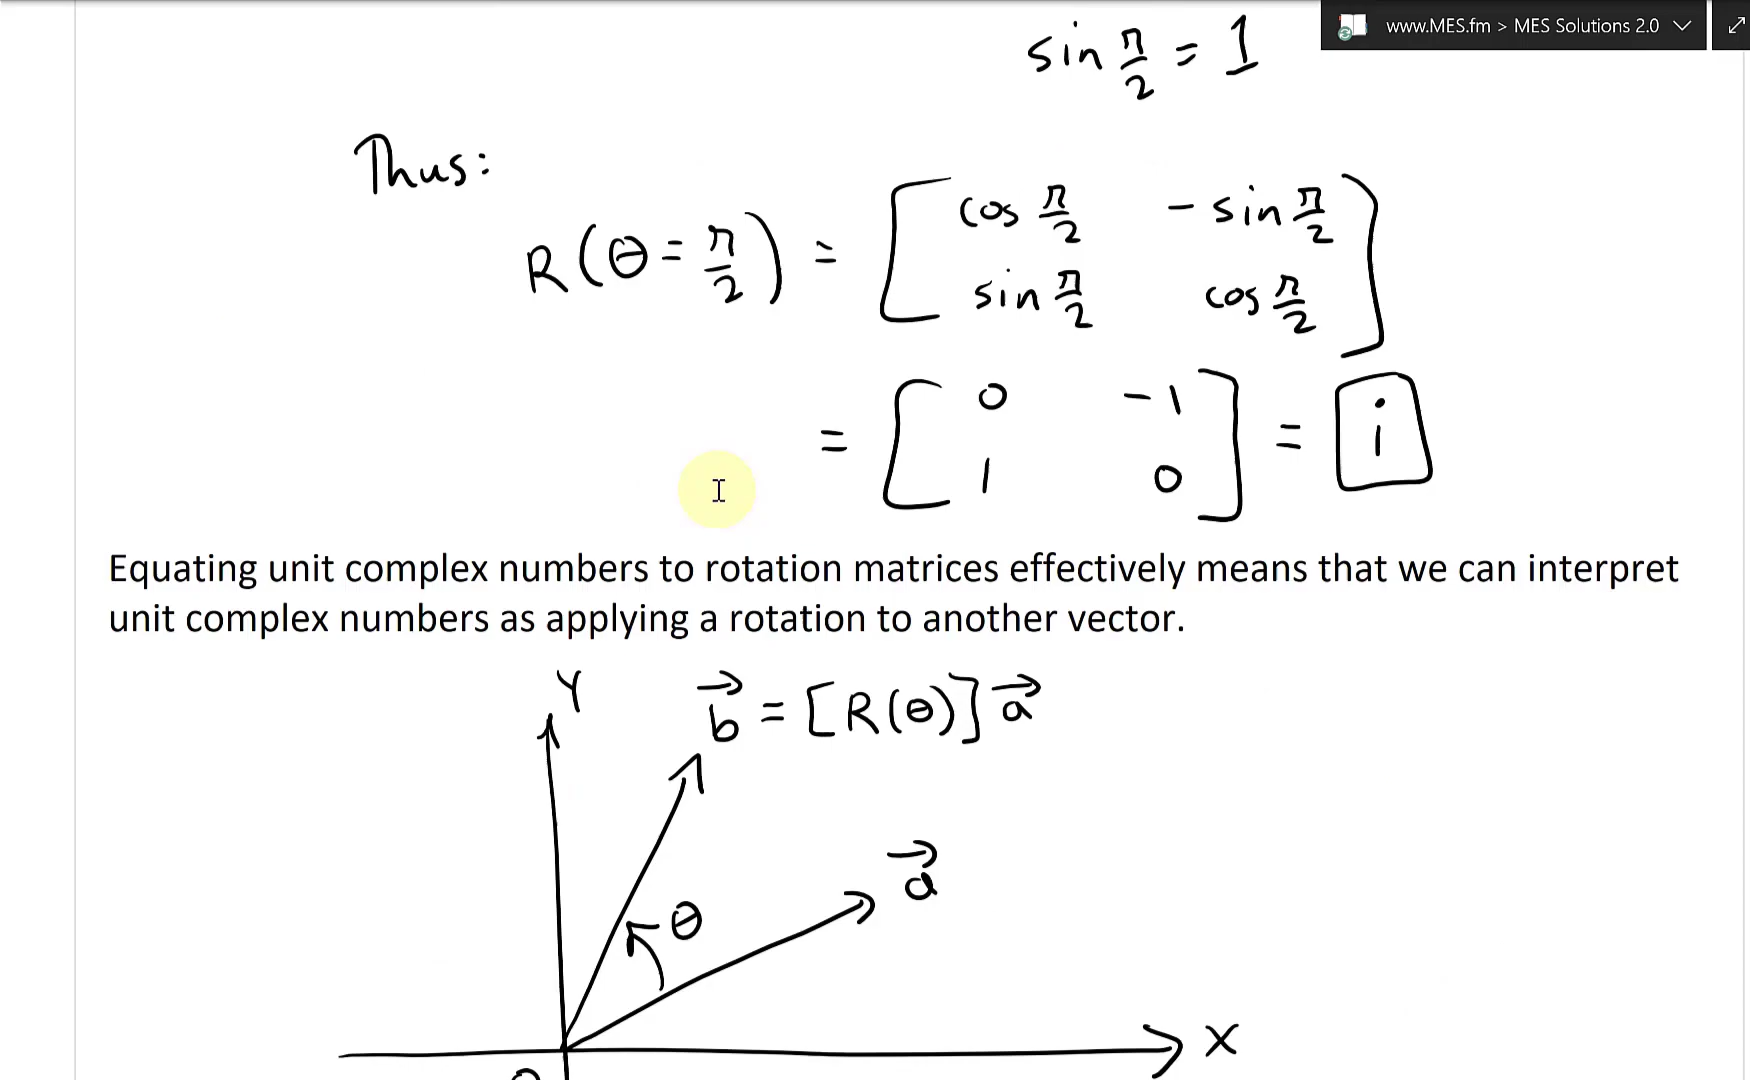 sin π/2 = 1
www.MES.fm > MES Solutions 2.0
Thus:
R(θ = π/2) = [cos π/2 - sin π/2
sin π/2 cos π/2]
= [0 -1
1 0] = i
Equating unit complex numbers to rotation matrices effectively means that we can interpret
unit complex numbers as applying a rotation to another vector.
Y
b⃗ = [R(θ)] a⃗
a⃗
θ
X